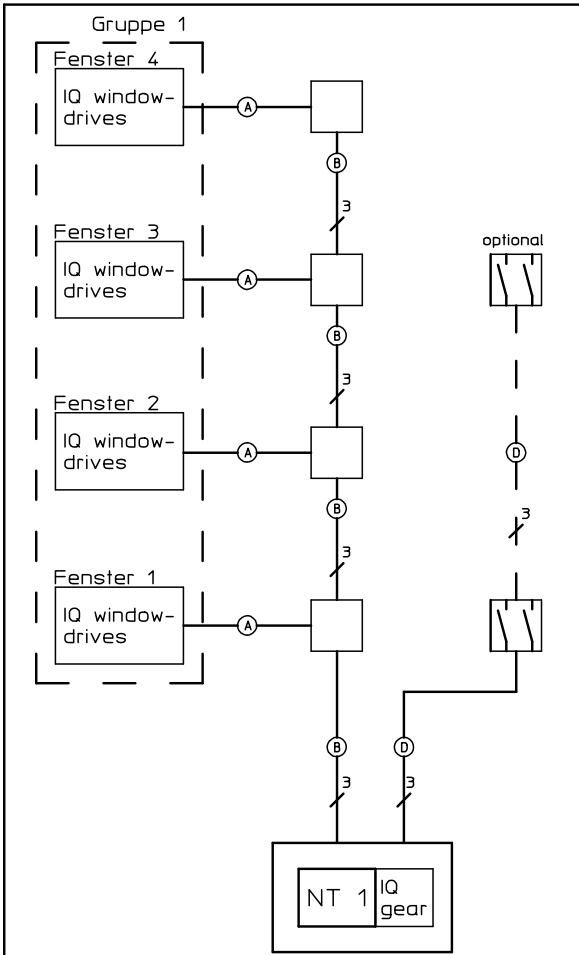 Gruppe 1
Fenster 4
IQ window-
drives
A
B
3
Fenster 3
IQ window-
drives
A
optional
B
3
Fenster 2
IQ window-
drives
A
D
B
3
3
Fenster 1
IQ window-
drives
A
B
D
3
3
NT 1
IQ
gear